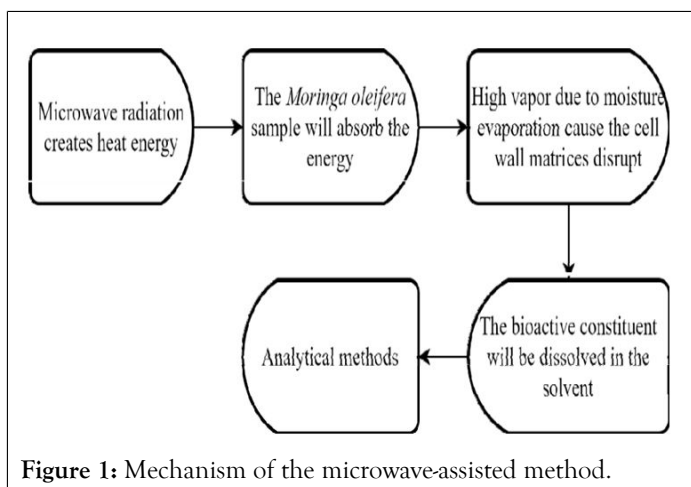 Microwave radiation
creates heat energy
The Moringa oleifera
sample will absorb the
energy
High vapor due to moisture
evaporation cause the cell
wall matrices disrupt
The bioactive constituent
will be dissolved in the
solvent
Analytical methods
Figure 1: Mechanism of the microwave-assisted method.